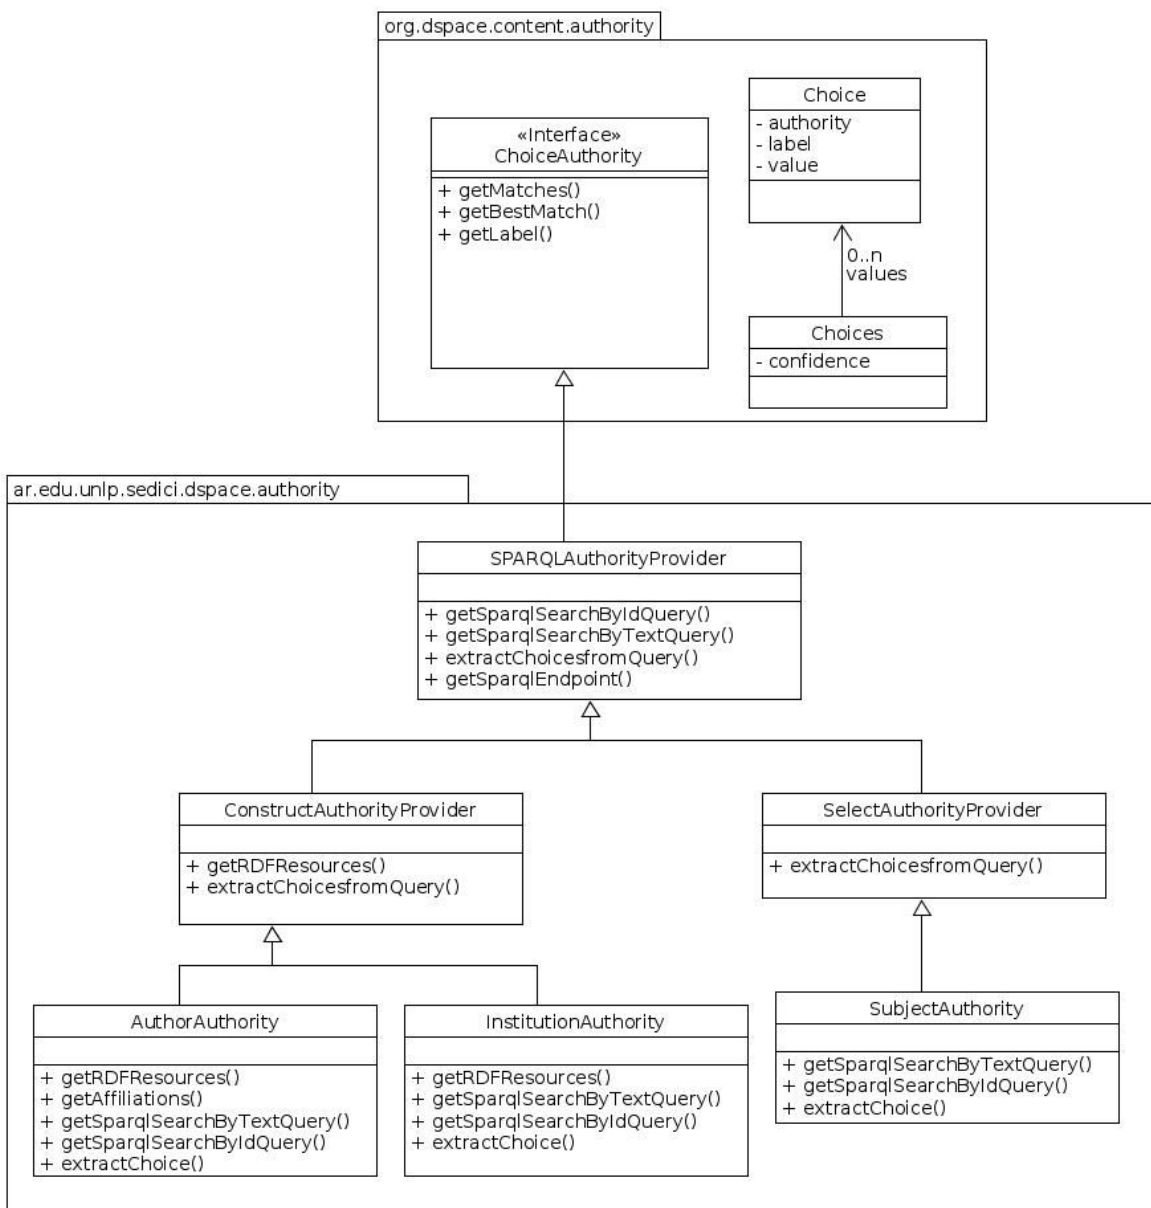 org.dspace.content.authority
«Interface»
ChoiceAuthority
+ getMatches()
+ getBestMatch()
+ getLabel()
Choice
- authority
- label
- value
0..n
values
Choices
- confidence
ar.edu.unlp.sedici.dspace.authority
SPARQLAuthorityProvider
+ getSparqlSearchByIdQuery()
+ getSparqlSearchByTextQuery()
+ extractChoicesfromQuery()
+ getSparqlEndpoint()
ConstructAuthorityProvider
+ getRDFResources()
+ extractChoicesfromQuery()
SelectAuthorityProvider
+ extractChoicesfromQuery()
AuthorAuthority
+ getRDFResources()
+ getAffiliations()
+ getSparqlSearchByTextQuery()
+ getSparqlSearchByIdQuery()
+ extractChoice()
InstitutionAuthority
+ getRDFResources()
+ getSparqlSearchByTextQuery()
+ getSparqlSearchByIdQuery()
+ extractChoice()
SubjectAuthority
+ getSparqlSearchByTextQuery()
+ getSparqlSearchByIdQuery()
+ extractChoice()